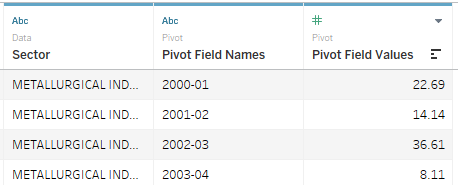 Abc Abc #
Data Pivot Pivot
Sector Pivot Field Names Pivot Field Values
METALLURGICAL IND... 2000-01 22.69
METALLURGICAL IND... 2001-02 14.14
METALLURGICAL IND... 2002-03 36.61
METALLURGICAL IND... 2003-04 8.11